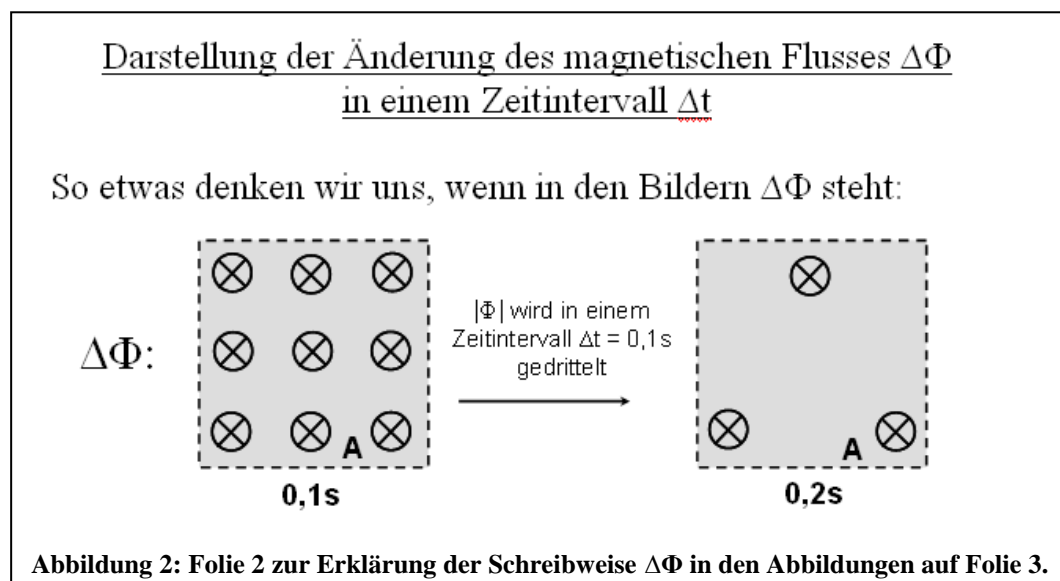 Darstellung der Änderung des magnetischen Flusses ΔΦ
in einem Zeitintervall Δt
So etwas denken wir uns, wenn in den Bildern ΔΦ steht:
ΔΦ:
|Φ| wird in einem
Zeitintervall Δt = 0,1s
gedrittelt
A
A
0,1s
0,2s
Abbildung 2: Folie 2 zur Erklärung der Schreibweise ΔΦ in den Abbildungen auf Folie 3.